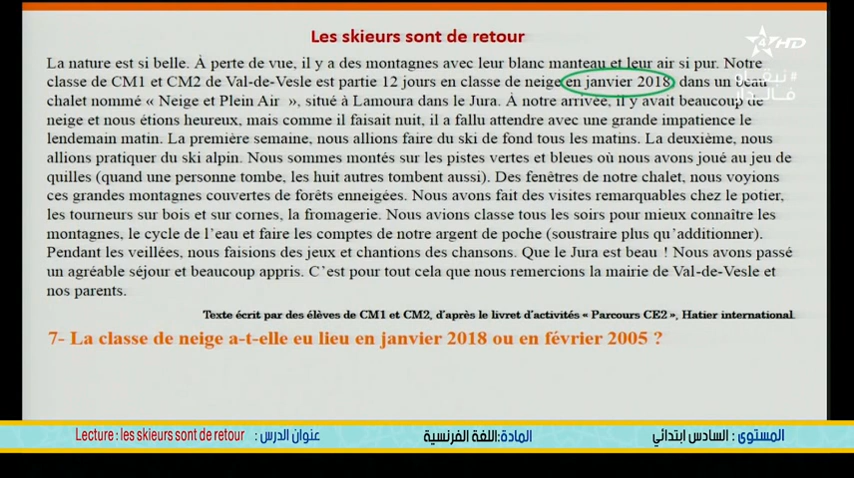 Les skieurs sont de retour
La nature est si belle. À perte de vue, il y a des montagnes avec leur blanc manteau et leur air si pur. Notre
classe de CM1 et CM2 de Val-de-Vesle est partie 12 jours en classe de neige en janvier 2018, dans un beau
chalet nommé « Neige et Plein Air », situé à Lamoura dans le Jura. À notre arrivée, il y avait beaucoup de
neige et nous étions heureux, mais comme il faisait nuit, il a fallu attendre avec une grande impatience le
lendemain matin. La première semaine, nous allions faire du ski de fond tous les matins. La deuxième, nous
allions pratiquer du ski alpin. Nous sommes montés sur les pistes vertes et bleues où nous avons joué au jeu de
quilles (quand une personne tombe, les huit autres tombent aussi). Des fenêtres de notre chalet, nous voyions
ces grandes montagnes couvertes de forêts enneigées. Nous avons fait des visites remarquables chez le potier,
les tourneurs sur bois et sur cornes, la fromagerie. Nous avions classe tous les soirs pour mieux connaître les
montagnes, le cycle de l'eau et faire les comptes de notre argent de poche (soustraire plus qu'additionner).
Pendant les veillées, nous faisions des jeux et chantions des chansons. Que le Jura est beau ! Nous avons passé
un agréable séjour et beaucoup appris. C'est pour tout cela que nous remercions la mairie de Val-de-Vesle et
nos parents.
Texte écrit par des élèves de CM1 et CM2, d'après le livret d'activités « Parcours CE2 », Hatier international.
7- La classe de neige a-t-elle eu lieu en janvier 2018 ou en février 2005 ?
4 HD
#نبقاو
فالدار
المستوى : السادس ابتدائي
المادة:اللغة الفرنسية
عنوان الدرس : Lecture : les skieurs sont de retour